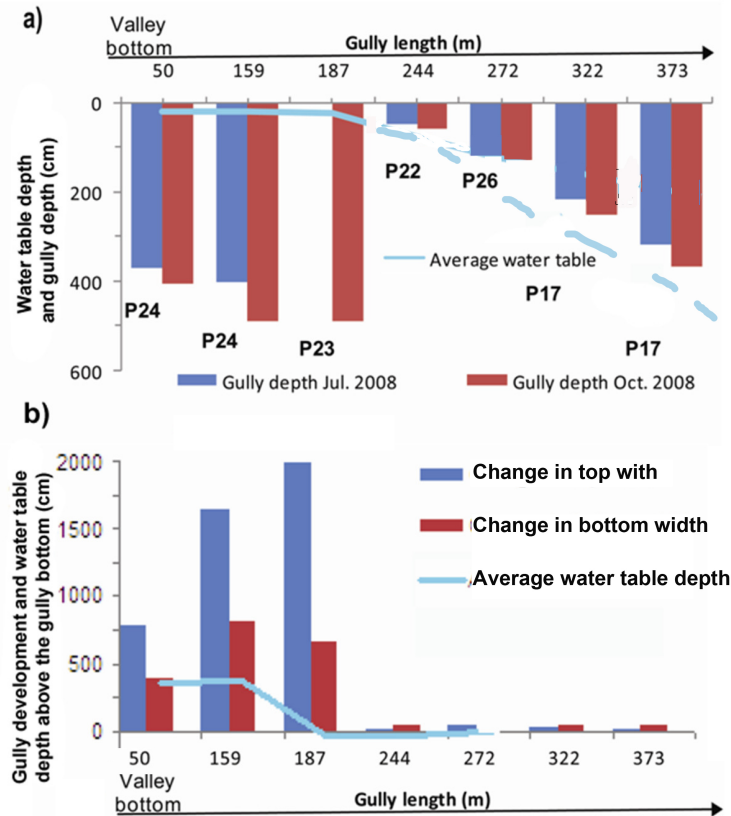 a)
Valley
bottom
Gully length (m)
50 159 187 244 272 322 373
Water table depth
and gully depth (cm)
0
200
400
600
P24
P24
P23
P22
P26
P17
P17
Average water table
Gully depth Jul. 2008
Gully depth Oct. 2008
b)
Gully development and water table
depth above the gully bottom (cm)
2000
1500
1000
500
0
Change in top with
Change in bottom width
Average water table depth
50 159 187 244 272 322 373
Valley
bottom
Gully length (m)